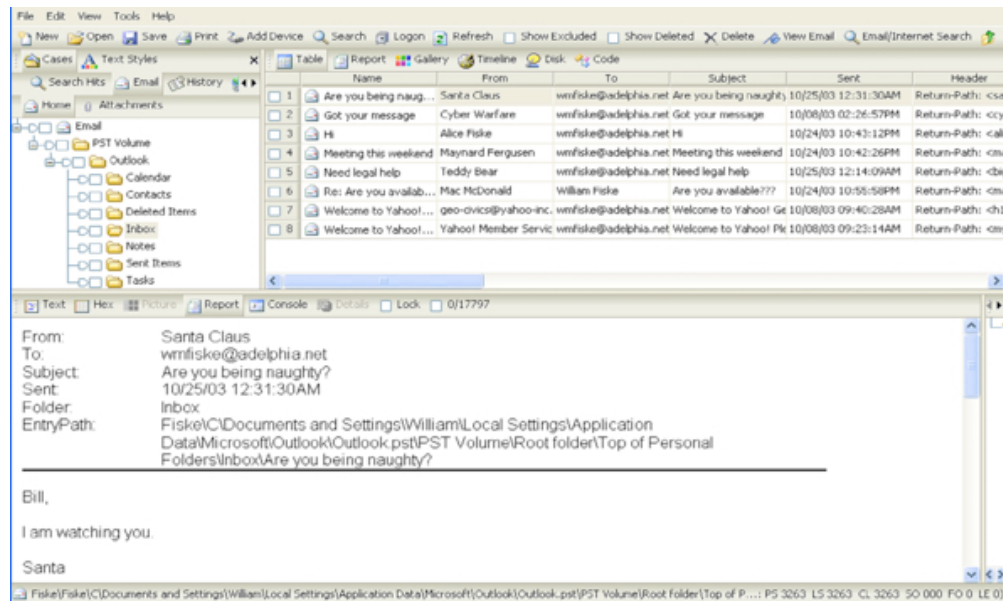 File Edit View Tools Help
New Open Save Print Add Device Search Logon Refresh Show Excluded Show Deleted Delete View Email Email/Internet Search
Cases Text Styles
Table Report Gallery Timeline Disk Code
Search Hits Email History
Home Attachments
Email
PST Volume
Outlook
Calendar
Contacts
Deleted Items
Inbox
Notes
Sent Items
Tasks
Name From To Subject Sent Header
1 Are you being naug... Santa Claus wmfiske@adelphia.net Are you being naughty 10/25/03 12:31:30AM Return-Path: <sa
2 Got your message Cyber Warfare wmfiske@adelphia.net Got your message 10/08/03 02:26:57PM Return-Path: <cy
3 Hi Alice Fiske wmfiske@adelphia.net Hi 10/24/03 10:43:12PM Return-Path: <al
4 Meeting this weekend Maynard Fergusen wmfiske@adelphia.net Meeting this weekend 10/24/03 10:42:26PM Return-Path: <m
5 Need legal help Teddy Bear wmfiske@adelphia.net Need legal help 10/25/03 12:14:09AM Return-Path: <bi
6 Re: Are you availab... Mac McDonald William Fiske Are you available??? 10/24/03 10:55:58PM Return-Path: <m
7 Welcome to Yahoo!... geo-civics@yahoo-inc. wmfiske@adelphia.net Welcome to Yahoo! Ge 10/08/03 09:40:28AM Return-Path: <h1
8 Welcome to Yahoo!... Yahoo! Member Servic wmfiske@adelphia.net Welcome to Yahoo! Pl 10/08/03 09:23:14AM Return-Path: <m
Text Hex Picture Report Console Details Lock 0/17797
From: Santa Claus
To: wmfiske@adelphia.net
Subject: Are you being naughty?
Sent: 10/25/03 12:31:30AM
Folder: Inbox
EntryPath: Fiske\C\Documents and Settings\William\Local Settings\Application
Data\Microsoft\Outlook\Outlook.pst\PST Volume\Root folder\Top of Personal
Folders\Inbox\Are you being naughty?
Bill,
I am watching you.
Santa
Fiske\Fiske\C\Documents and Settings\William\Local Settings\Application Data\Microsoft\Outlook\Outlook.pst\PST Volume\Root folder\Top of P...: PS 3263 LS 3263 CL 3263 SO 000 FO 0 LE 0